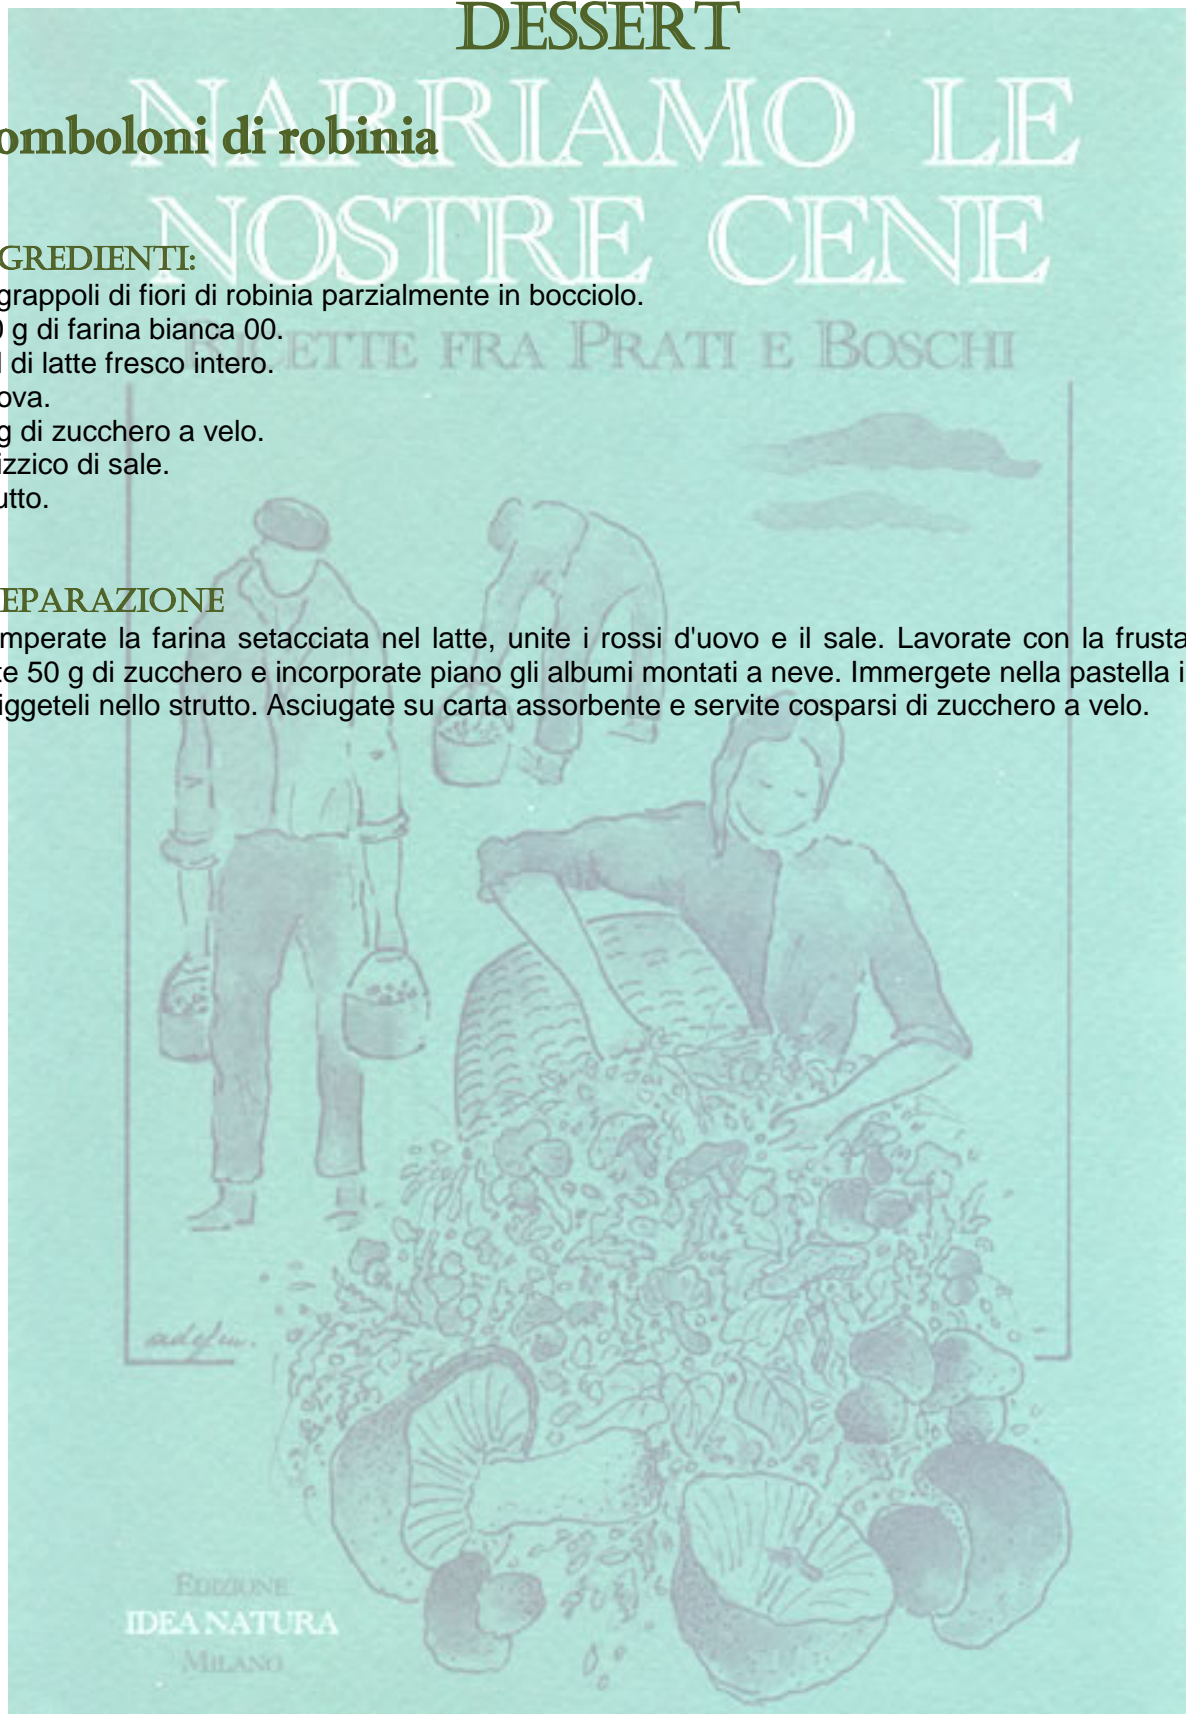 DESSERT
NARRIAMO LE
omboloni di robinia
NOSTRE CENE
GREDIENTI:
grappoli di fiori di robinia parzialmente in bocciolo.
g di farina bianca 00.
RICETTE FRA PRATI E BOSCHI
di latte fresco intero.
ova.
g di zucchero a velo.
izzico di sale.
utto.
EPARAZIONE
mperate la farina setacciata nel latte, unite i rossi d'uovo e il sale. Lavorate con la frusta
te 50 g di zucchero e incorporate piano gli albumi montati a neve. Immergete nella pastella i
iggeteli nello strutto. Asciugate su carta assorbente e servite cosparsi di zucchero a velo.
EDIZIONE
IDEA NATURA
MILANO